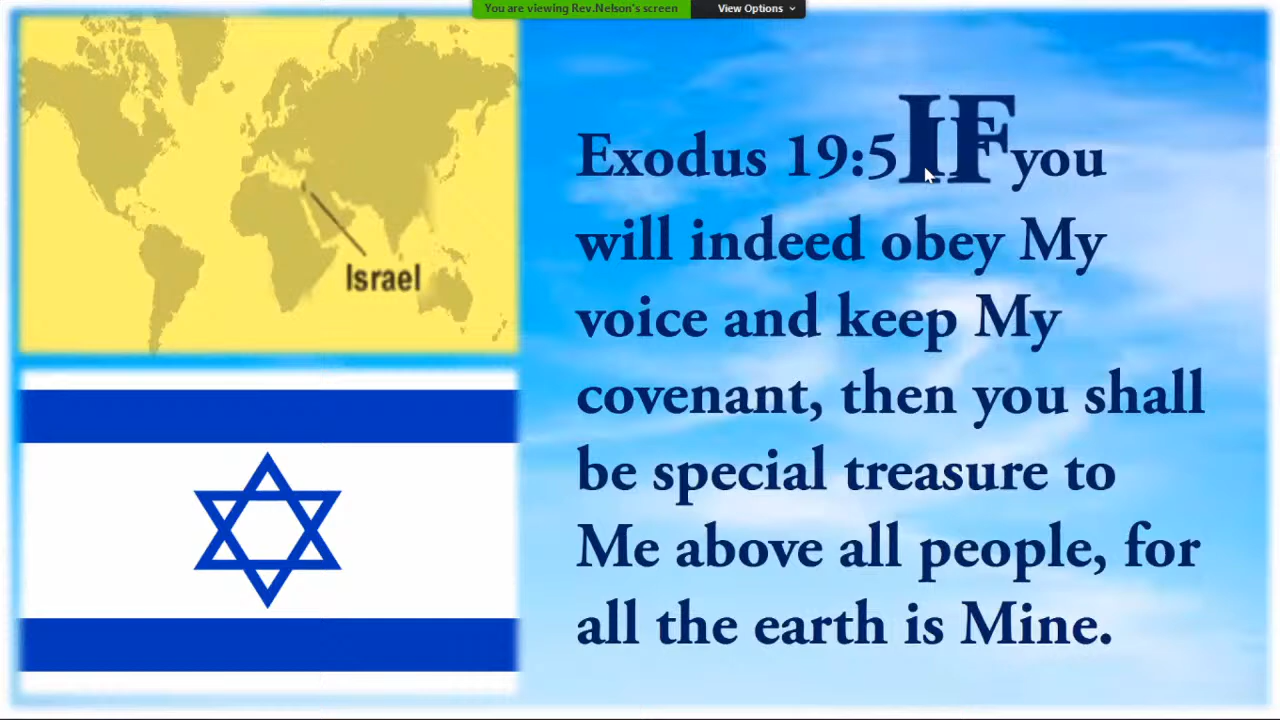 You are viewing Rev.Nelson's screen View Options
Israel
Exodus 19:5 IF you
will indeed obey My
voice and keep My
covenant, then you shall
be special treasure to
Me above all people, for
all the earth is Mine.